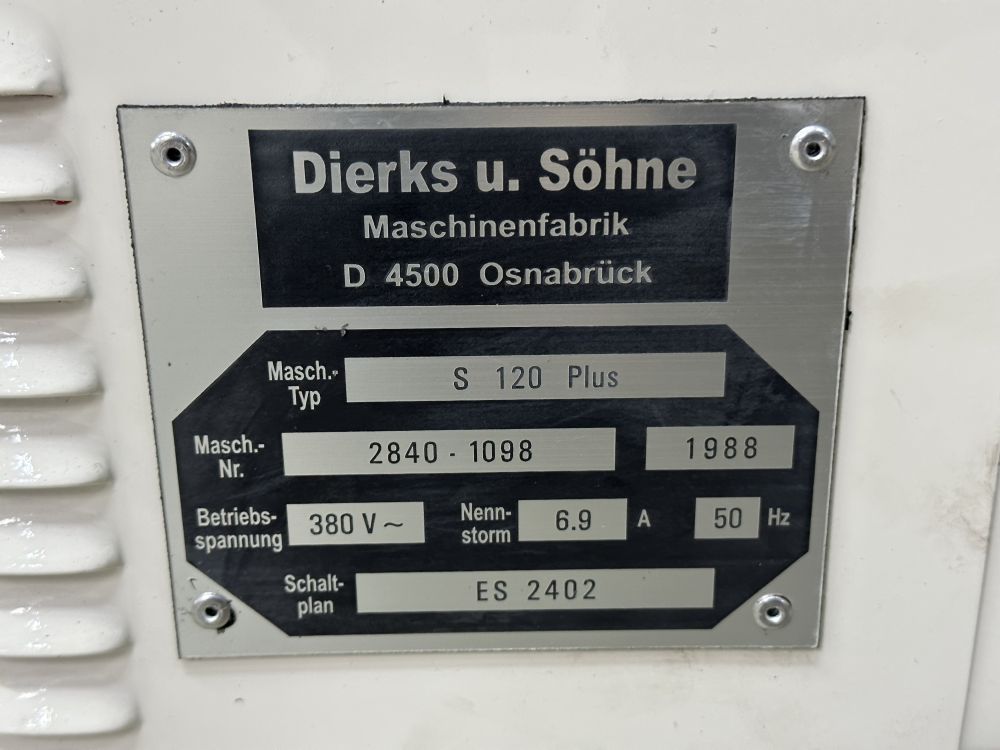 Dierks u. Söhne
Maschinenfabrik
D 4500 Osnabrück
Masch.-
Typ
S 120 Plus
Masch.-
Nr.
2840 - 1098
1988
Betriebs-
spannung
380 V ~
Nenn-
storm
6.9
A
50
Hz
Schalt-
plan
ES 2402